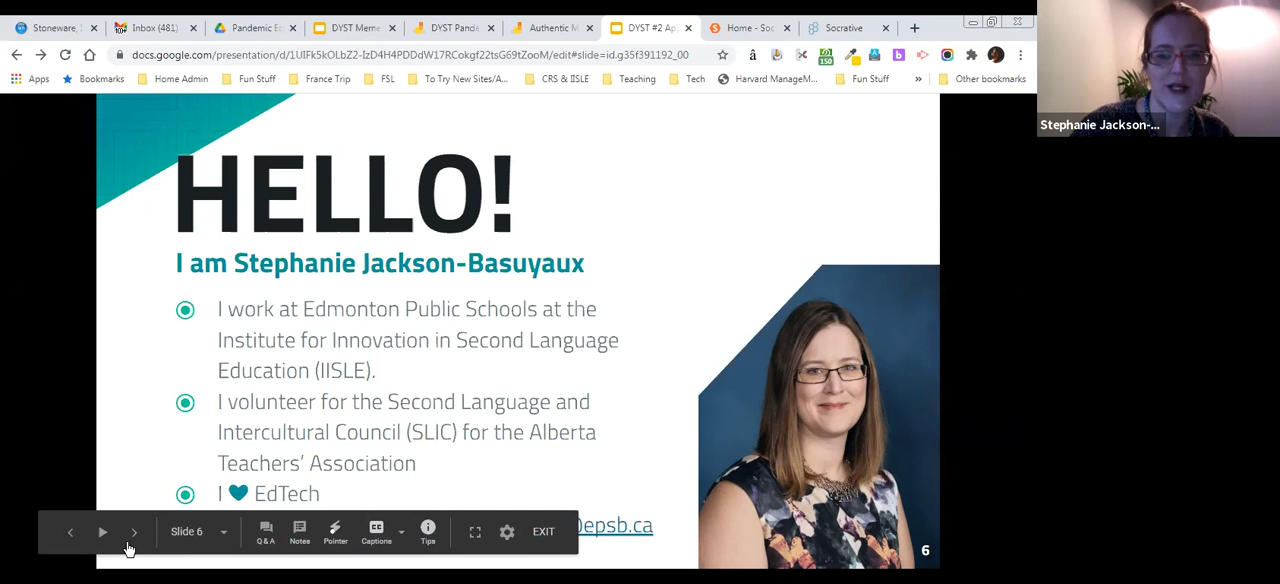 Stoneware,
Inbox (481)
Pandemic E
DYST Meme
DYST Panda
Authentic M
DYST #2 Ap
Home - Soc
Socrative
docs.google.com/presentation/d/1UIFk5kOLbZ2-IzD4H4PDDdW17RCokgf22tsG69tZooM/edit#slide=id.g35f391192_00
150
Apps
Bookmarks
Home Admin
Fun Stuff
France Trip
FSL
To Try New Sites/A...
CRS & IISLE
Teaching
Tech
Harvard ManageM...
Fun Stuff
»
Other bookmarks
Stephanie Jackson-...
HELLO!
I am Stephanie Jackson-Basuyaux
I work at Edmonton Public Schools at the
Institute for Innovation in Second Language
Education (IISLE).
I volunteer for the Second Language and
Intercultural Council (SLIC) for the Alberta
Teachers’ Association
I ♥ EdTech
@epsb.ca
Slide 6
Q & A
Notes
Pointer
Captions
Tips
EXIT
6